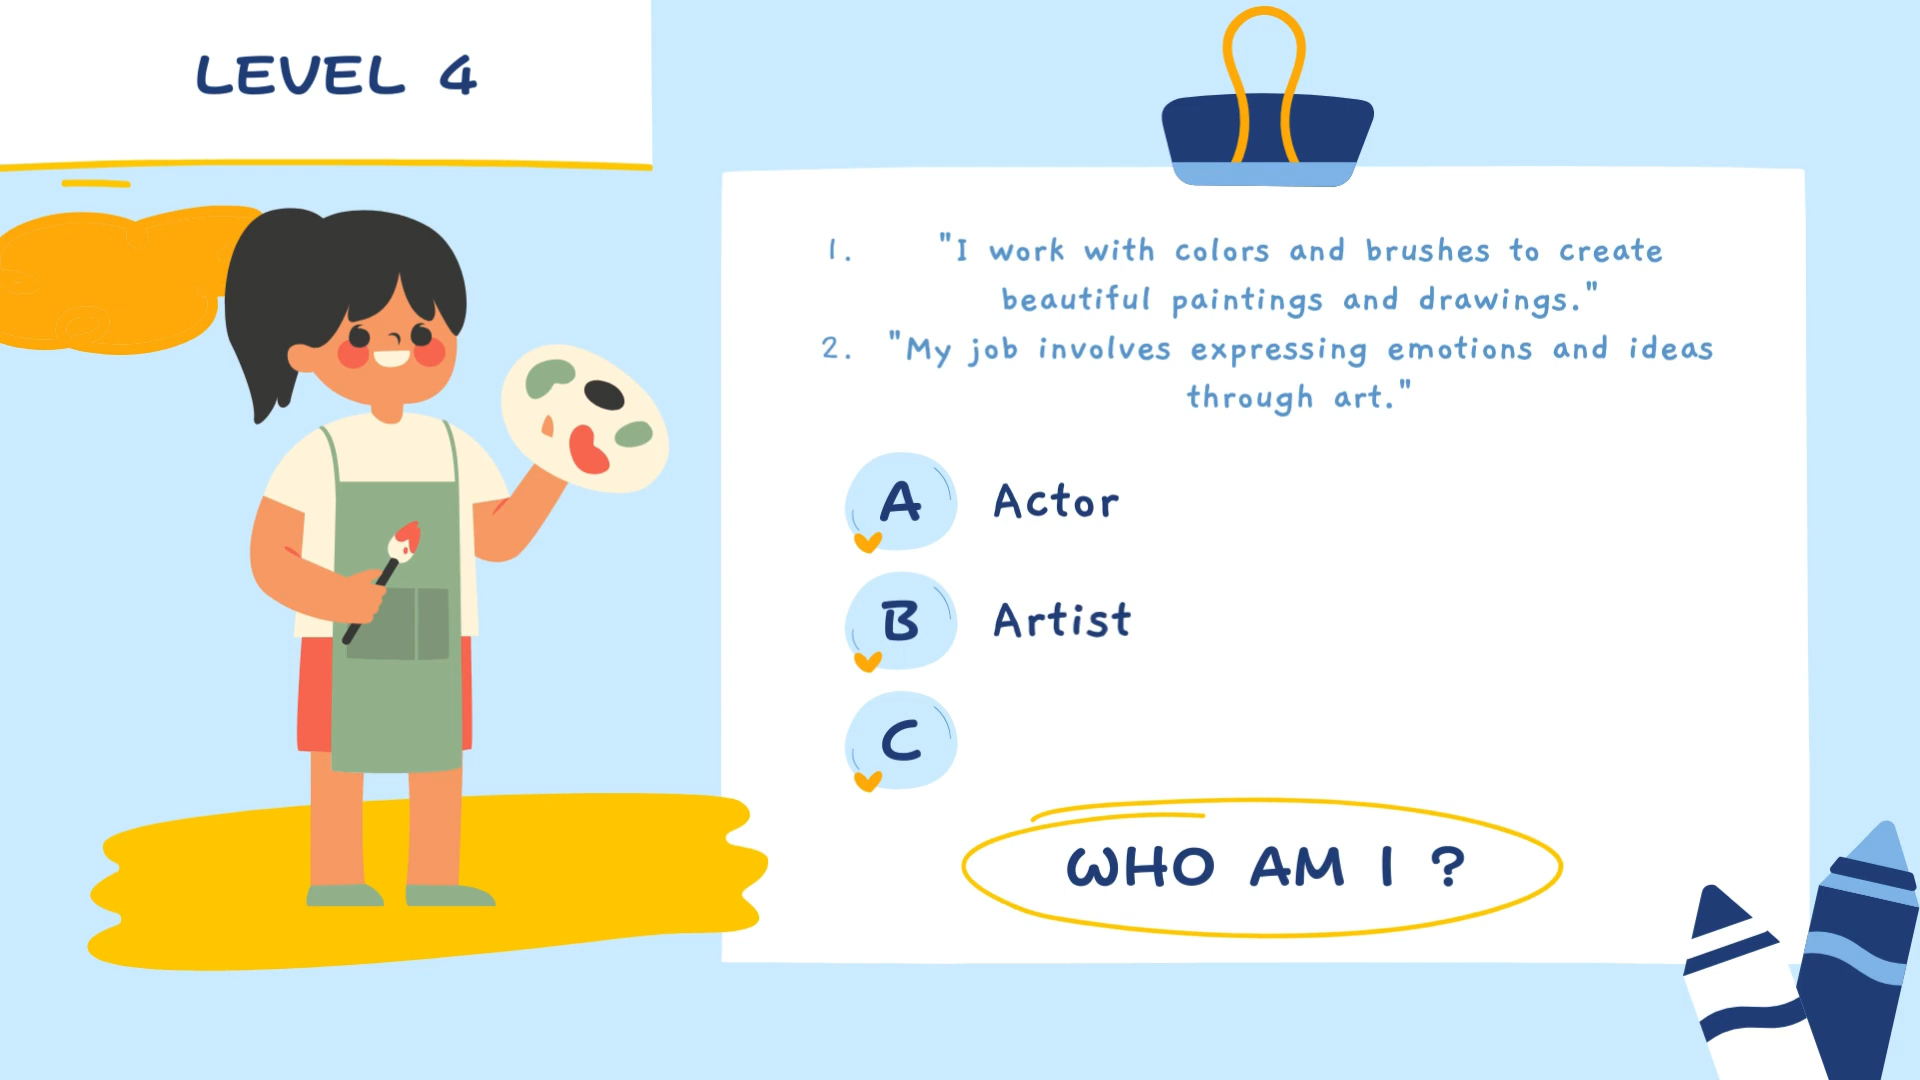 LEVEL 4
1. "I work with colors and brushes to create
beautiful paintings and drawings."
2. "My job involves expressing emotions and ideas
through art."
A Actor
B Artist
C
WHO AM I ?